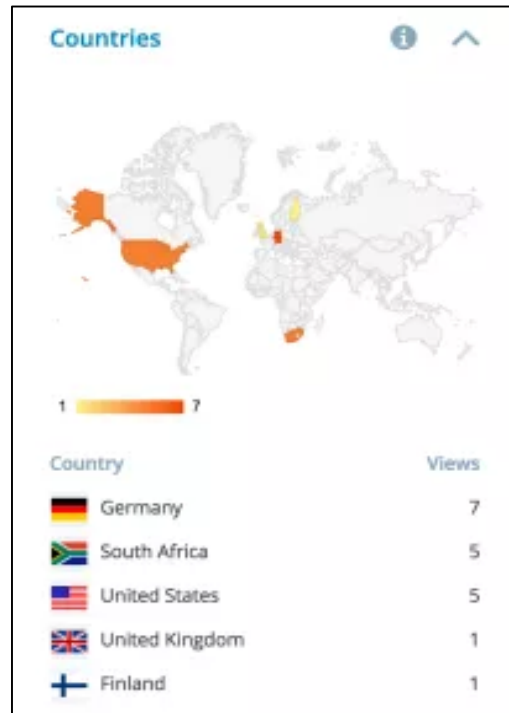 Countries
1 7
Country Views
Germany 7
South Africa 5
United States 5
United Kingdom 1
Finland 1